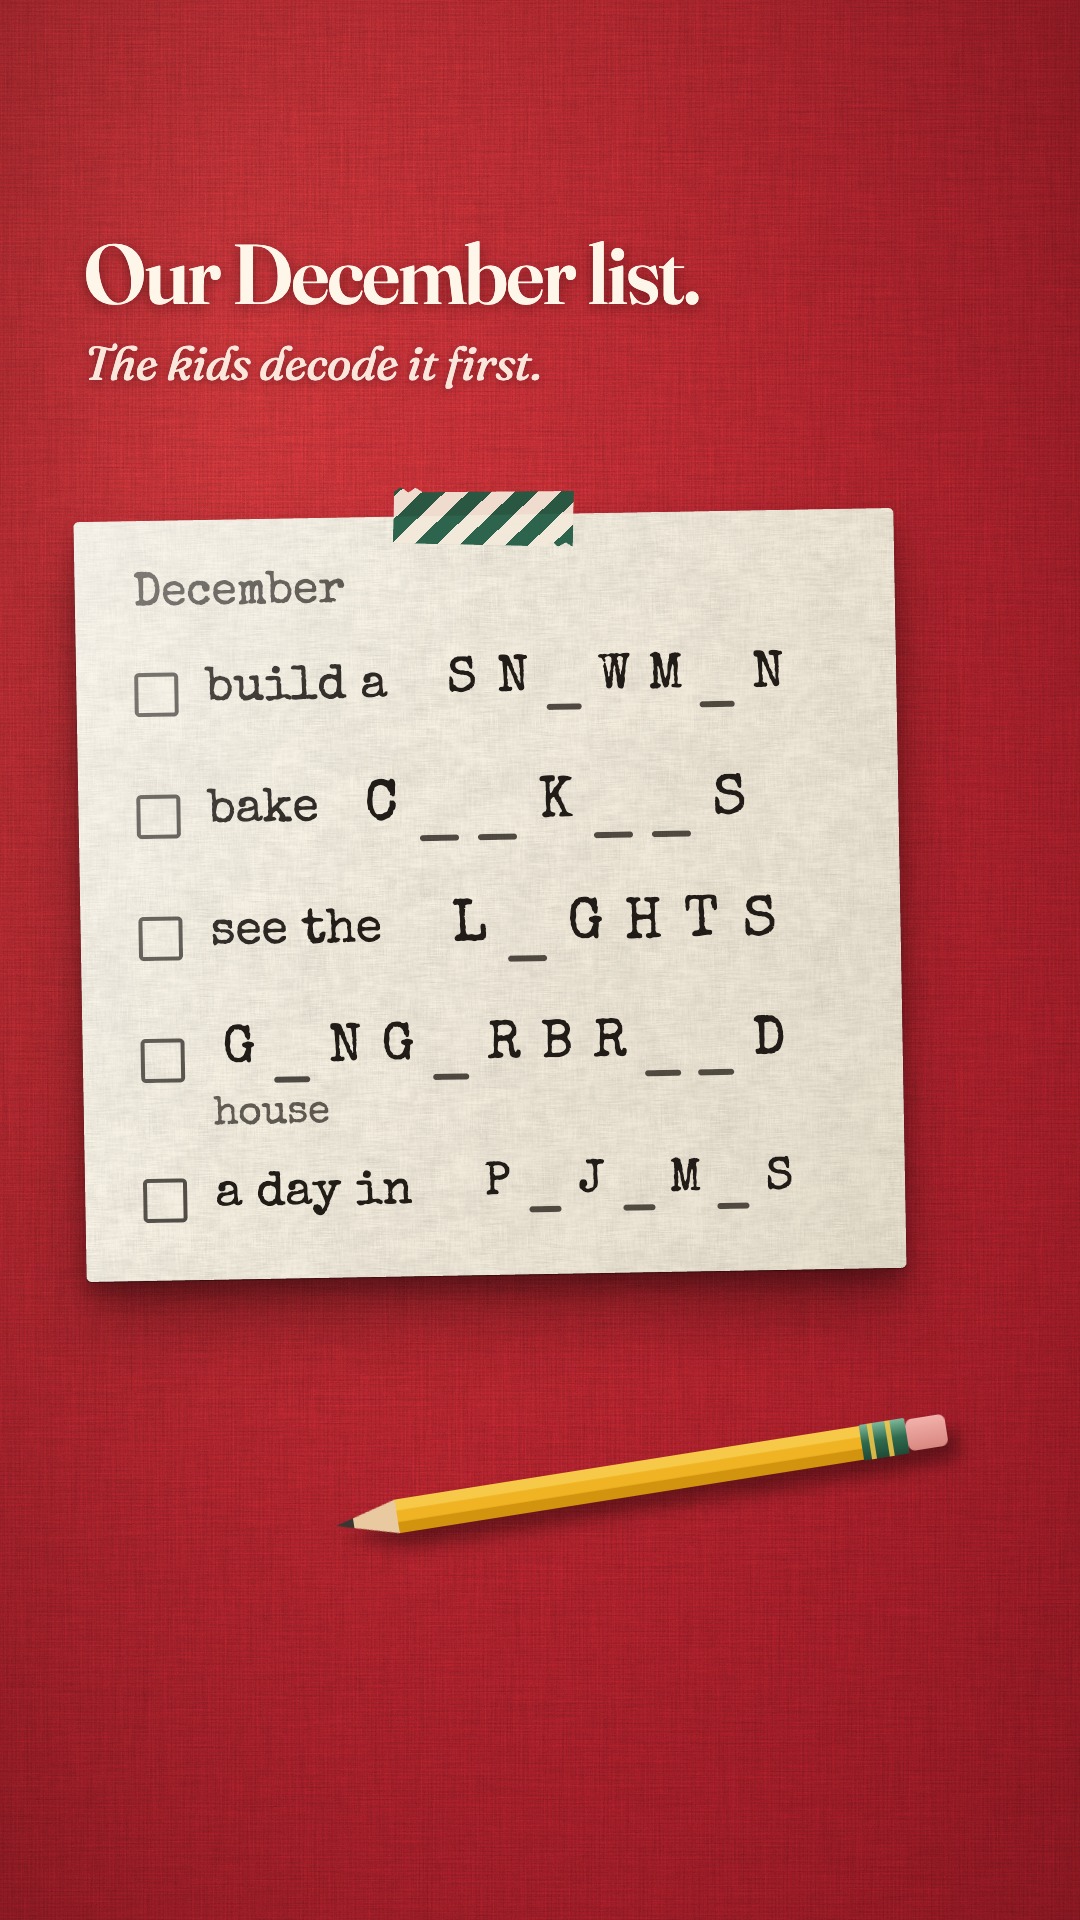 Our December list.
The kids decode it first.
December
build a S N _ W M _ N
bake C _ _ K _ _ S
see the L _ G H T S
G _ N G _ R B R _ _ D
house
a day in P _ J _ M _ S